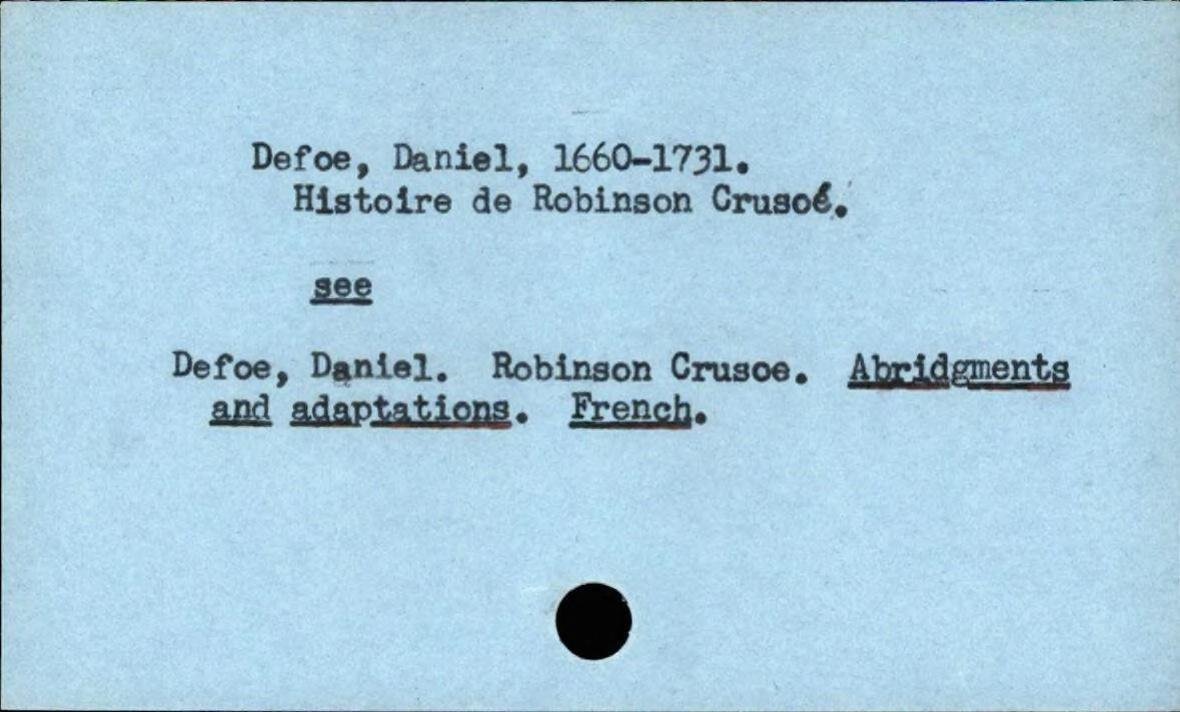 Defoe, Daniel, 1660-1731.
Histoire de Robinson Crusoé.
see
Defoe, Daniel. Robinson Crusoe. Abridgments
and adaptations. French.